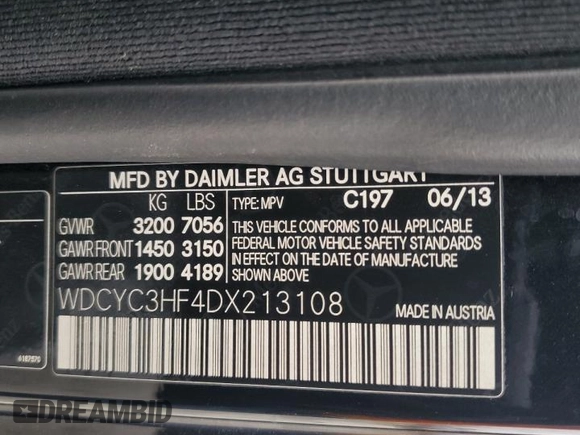 MFD BY DAIMLER AG STUTTGART
KG LBS TYPE: MPV C197 06/13
GVWR 3200 7056 THIS VEHICLE CONFORMS TO ALL APPLICABLE
GAWR FRONT 1450 3150 FEDERAL MOTOR VEHICLE SAFETY STANDARDS
IN EFFECT ON THE DATE OF MANUFACTURE
GAWR REAR 1900 4189 SHOWN ABOVE
WDCYC3HF4DX213108 MADE IN AUSTRIA
DREAMBID